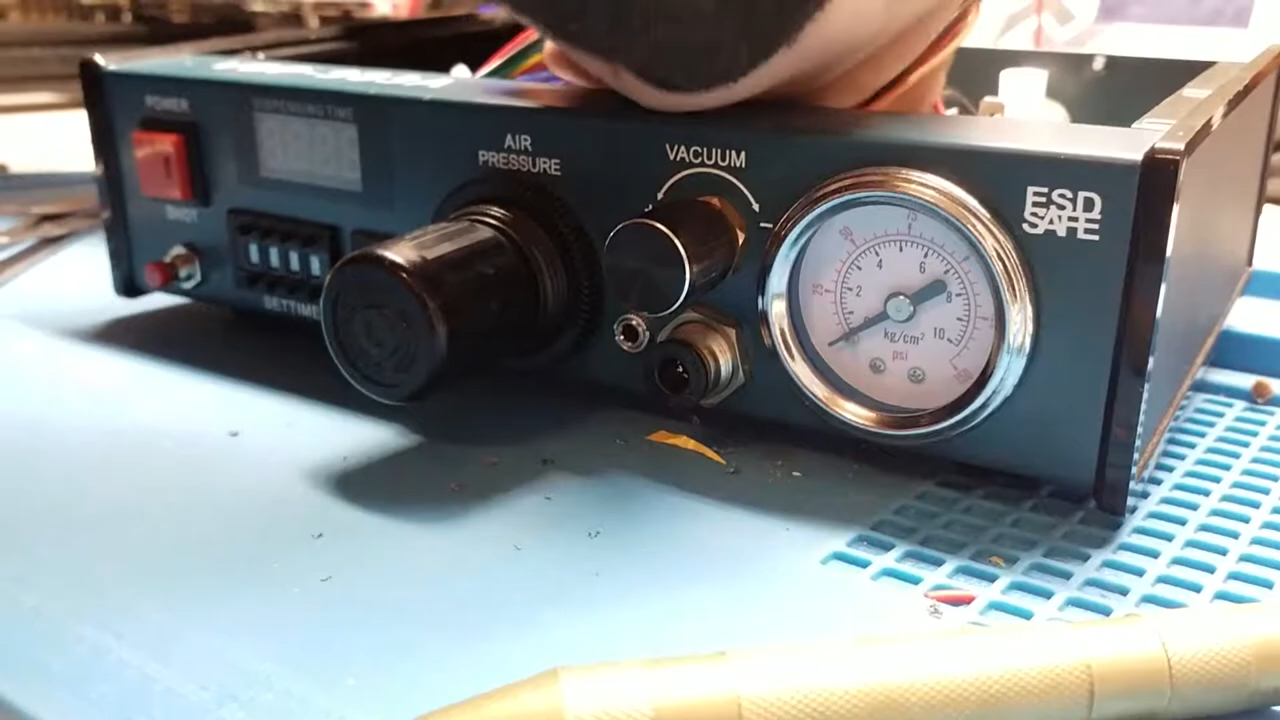 POWER
DISPENSING TIME
SHOT
AIR
PRESSURE
VACUUM
ESD
SAFE
75
50
25
150
2
4
6
8
10
kg/cm²
psi